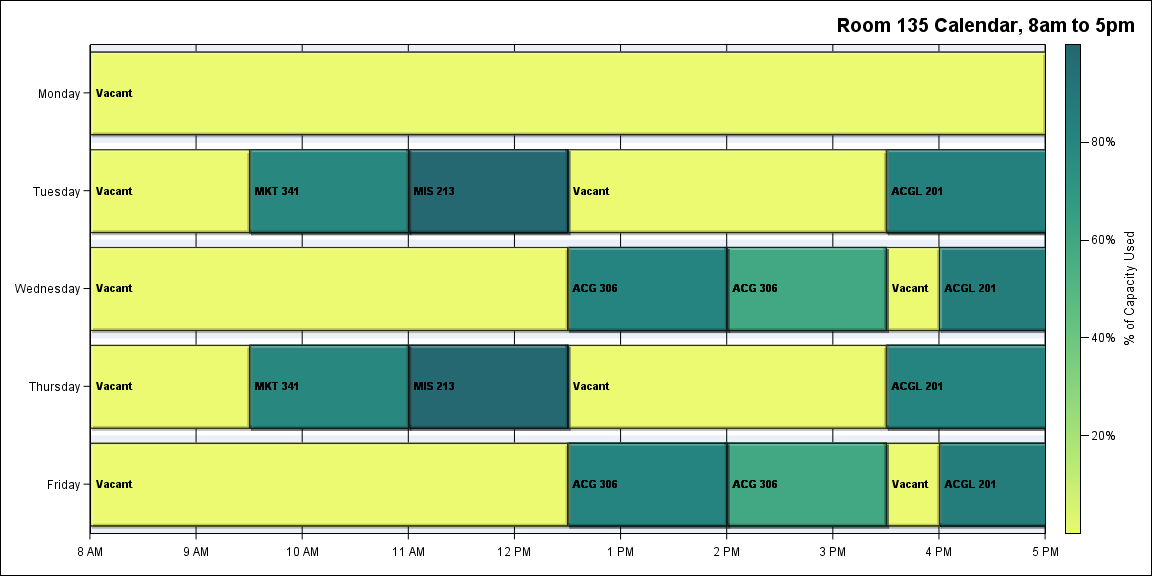 Room 135 Calendar, 8am to 5pm
Monday
Vacant
Tuesday
Vacant
MKT 341
MIS 213
Vacant
ACGL 201
Wednesday
Vacant
ACG 306
ACG 306
Vacant
ACGL 201
Thursday
Vacant
MKT 341
MIS 213
Vacant
ACGL 201
Friday
Vacant
ACG 306
ACG 306
Vacant
ACGL 201
8 AM
9 AM
10 AM
11 AM
12 PM
1 PM
2 PM
3 PM
4 PM
5 PM
80%
60%
40%
20%
% of Capacity Used